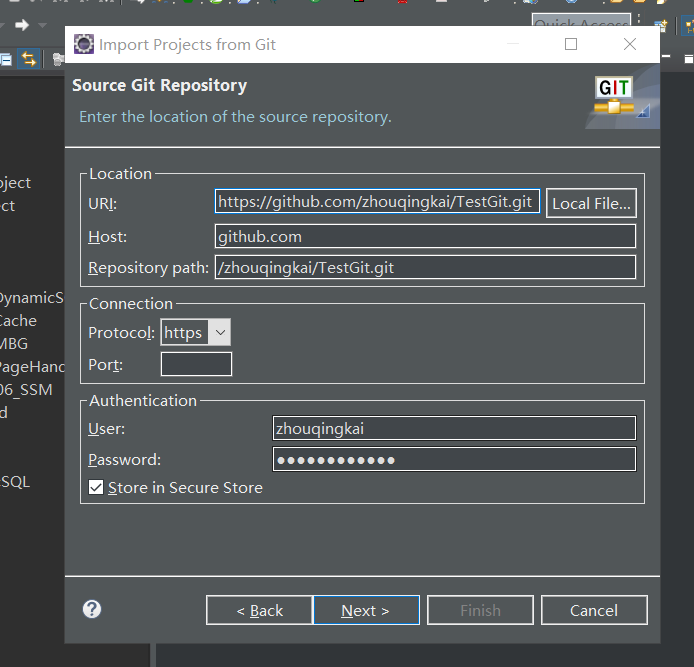 Quick Access
Import Projects from Git
Source Git Repository
Enter the location of the source repository.
GIT
Location
URI:
https://github.com/zhouqingkai/TestGit.git
Local File...
Host:
github.com
Repository path:
/zhouqingkai/TestGit.git
Connection
Protocol:
https
Port:
Authentication
User:
zhouqingkai
Password:
Store in Secure Store
< Back
Next >
Finish
Cancel
oject
ct
DynamicS
Cache
MBG
PageHand
06_SSM
d
SQL